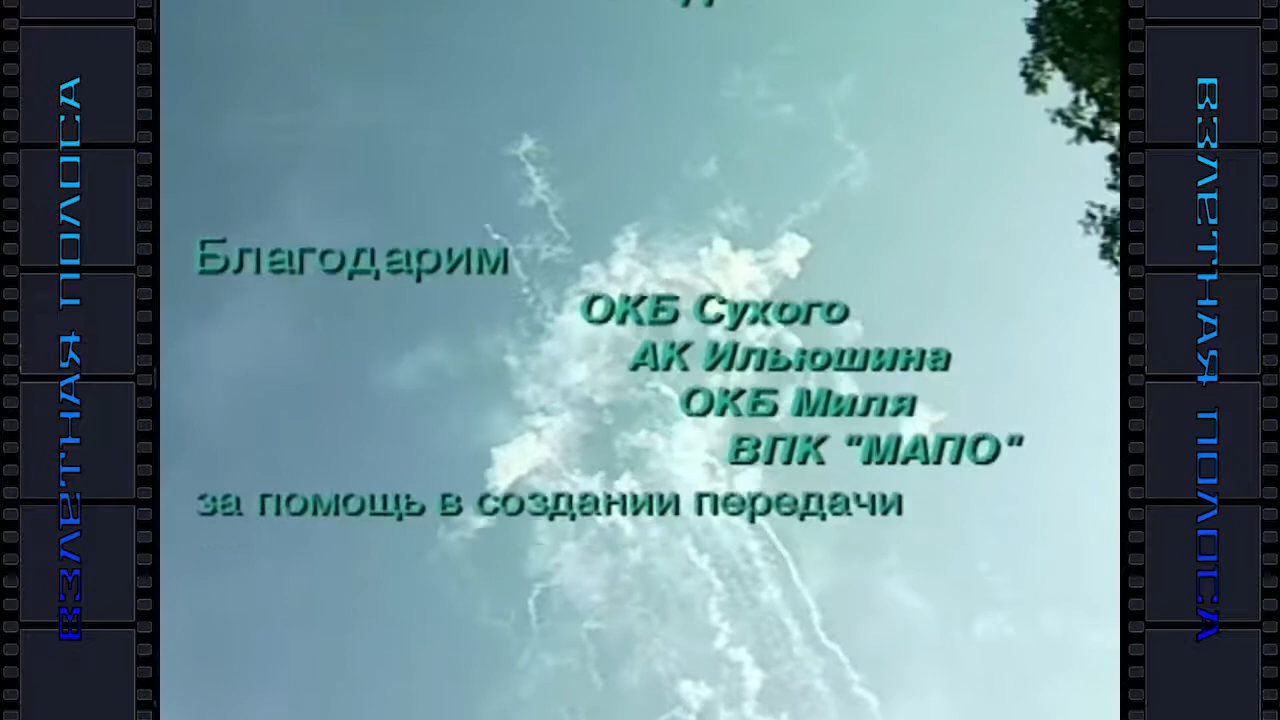 ВЗЛЕТНАЯ ПОЛОСА
Благодарим
ОКБ Сухого
АК Ильюшина
ОКБ Миля
ВПК "МАПО"
за помощь в создании передачи
ВЗЛЕТНАЯ ПОЛОСА